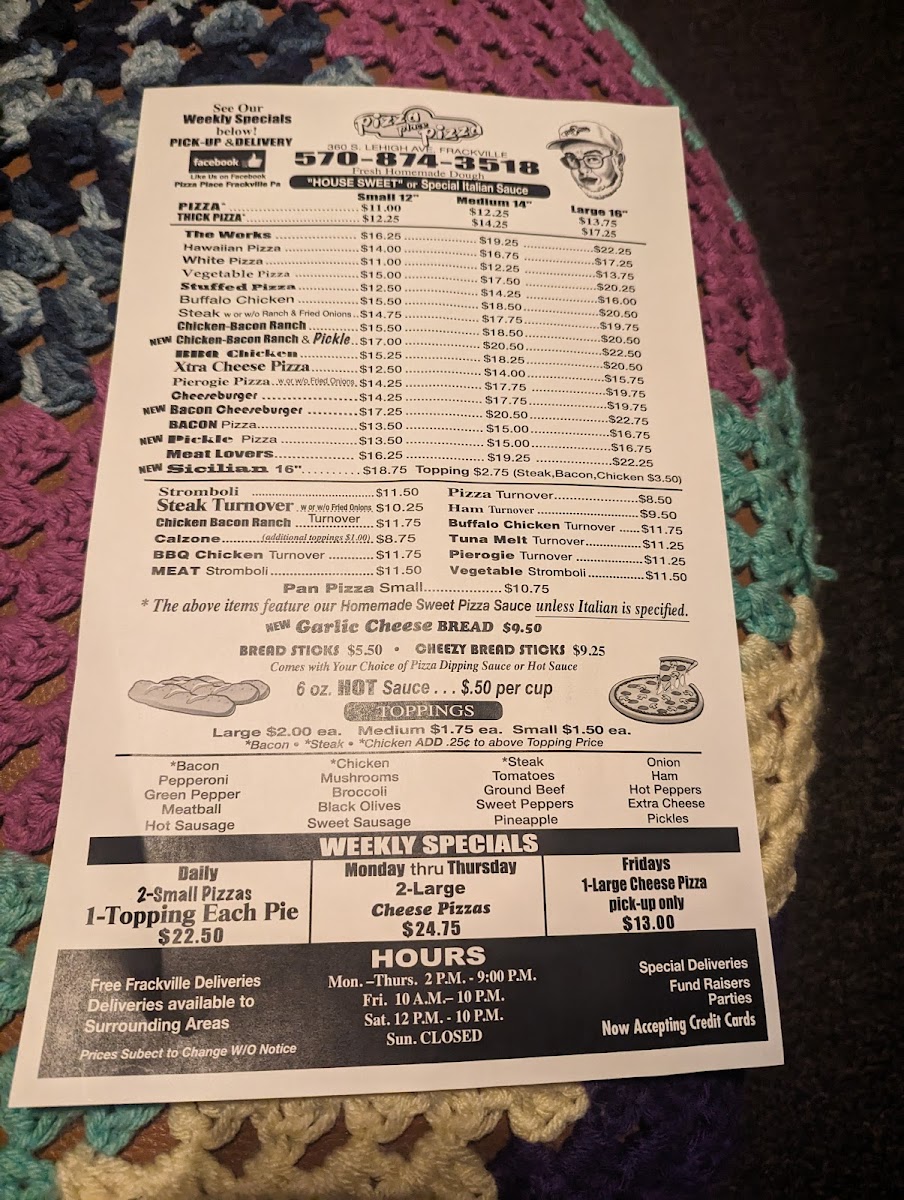 See Our
Weekly Specials
below!
PICK-UP & DELIVERY
facebook
Like Us on Facebook
Pizza Place Frackville Pa
Pizza place Pizza
360 S. LEHIGH AVE, FRACKVILLE
570-874-3518
Fresh Homemade Dough
"HOUSE SWEET" or Special Italian Sauce
Small 12" Medium 14" Large 16"
PIZZA* $11.00 $12.25 $13.75
THICK PIZZA* $12.25 $14.25 $17.25
The Works $16.25 $19.25 $22.25
Hawaiian Pizza $14.00 $16.75 $17.25
White Pizza $11.00 $12.25 $13.75
Vegetable Pizza $15.00 $17.50 $20.25
Stuffed Pizza $12.50 $14.25 $16.00
Buffalo Chicken $15.50 $18.50 $20.50
Steak w or w/o Ranch & Fried Onions $14.75 $17.75 $19.75
Chicken-Bacon Ranch $15.50 $18.50 $20.50
NEW Chicken-Bacon Ranch & Pickle $17.00 $20.50 $22.50
BBQ Chicken $15.25 $18.25 $20.50
Xtra Cheese Pizza $12.50 $14.00 $15.75
Pierogie Pizza w or w/o Fried Onions $14.25 $17.75 $19.75
Cheeseburger $14.25 $17.75 $19.75
NEW Bacon Cheeseburger $17.25 $20.50 $22.75
BACON Pizza $13.50 $15.00 $16.75
NEW Pickle Pizza $13.50 $15.00 $16.75
Meat Lovers $16.25 $19.25 $22.25
NEW Sicilian 16" $18.75 Topping $2.75 (Steak,Bacon,Chicken $3.50)
Stromboli $11.50
Steak Turnover w or w/o Fried Onions $10.25
Chicken Bacon Ranch Turnover $11.75
Calzone (additional toppings $1.00) $8.75
BBQ Chicken Turnover $11.75
MEAT Stromboli $11.50
Pizza Turnover $8.50
Ham Turnover $9.50
Buffalo Chicken Turnover $11.75
Tuna Melt Turnover $11.25
Pierogie Turnover $11.25
Vegetable Stromboli $11.50
Pan Pizza Small $10.75
* The above items feature our Homemade Sweet Pizza Sauce unless Italian is specified.
NEW Garlic Cheese BREAD $9.50
BREAD STICKS $5.50 • CHEEZY BREAD STICKS $9.25
Comes with Your Choice of Pizza Dipping Sauce or Hot Sauce
6 oz. HOT Sauce . . . $.50 per cup
TOPPINGS
Large $2.00 ea. Medium $1.75 ea. Small $1.50 ea.
*Bacon • *Steak • *Chicken ADD .25¢ to above Topping Price
*Bacon
Pepperoni
Green Pepper
Meatball
Hot Sausage
*Chicken
Mushrooms
Broccoli
Black Olives
Sweet Sausage
*Steak
Tomatoes
Ground Beef
Sweet Peppers
Pineapple
Onion
Ham
Hot Peppers
Extra Cheese
Pickles
WEEKLY SPECIALS
Daily
2-Small Pizzas
1-Topping Each Pie
$22.50
Monday thru Thursday
2-Large
Cheese Pizzas
$24.75
Fridays
1-Large Cheese Pizza
pick-up only
$13.00
Free Frackville Deliveries
Deliveries available to
Surrounding Areas
Prices Subect to Change W/O Notice
HOURS
Mon. –Thurs. 2 P.M. - 9:00 P.M.
Fri. 10 A.M.– 10 P.M.
Sat. 12 P.M. - 10 P.M.
Sun. CLOSED
Special Deliveries
Fund Raisers
Parties
Now Accepting Credit Cards